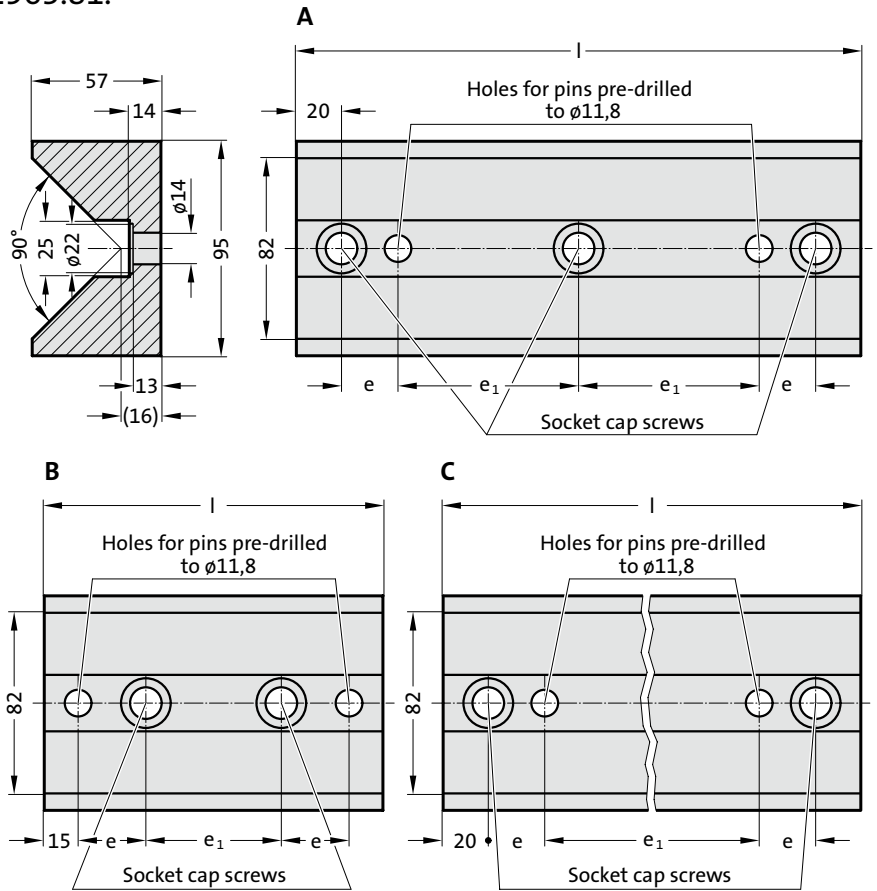 A
l
57
14
20
Holes for pins pre-drilled
to ø11,8
90°
25
ø22
ø14
95
82
13
(16)
e
e₁
e₁
e
Socket cap screws
B
l
Holes for pins pre-drilled
to ø11,8
82
15
e
e₁
e
Socket cap screws
C
l
Holes for pins pre-drilled
to ø11,8
82
20
e
e₁
e
Socket cap screws